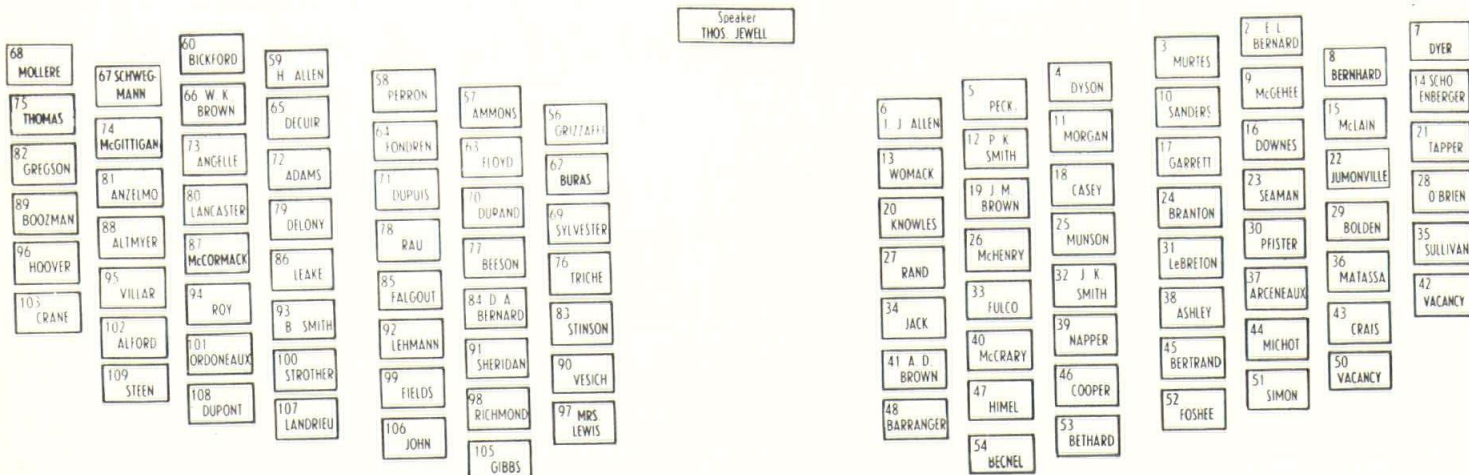 Speaker
THOS. JEWELL
68
MOLLERE
75
THOMAS
82
GREGSON
89
BOOZMAN
96
HOOVER
103
CRANE
67 SCHWEG-
MANN
74
McGITTIGAN
81
ANZELMO
88
ALTMYER
95
VILLAR
102
ALFORD
109
STEEN
60
BICKFORD
66 W. K
BROWN
73
ANGELLE
80
LANCASTER
87
McCORMACK
94
ROY
101
ORDONEAUX
108
DUPONT
59
H ALLEN
65
DECUIR
72
ADAMS
79
DELONY
86
LEAKE
93
B SMITH
100
STROTHER
107
LANDRIEU
58
PERRON
64
FONDREN
71
DUPUIS
78
RAU
85
FALGOUT
92
LEHMANN
99
FIELDS
106
JOHN
57
AMMONS
63
FLOYD
70
DURAND
77
BEESON
84 D. A.
BERNARD
91
SHERIDAN
98
RICHMOND
105
GIBBS
56
GRIZZAFFI
62
BURAS
69
SYLVESTER
76
TRICHE
83
STINSON
90
VESICH
97 MRS.
LEWIS
6
J ALLEN
13
WOMACK
20
KNOWLES
27
RAND
34
JACK
41 A. D.
BROWN
48
BARRANGER
5
PECK.
12 P K
SMITH
19 J. M.
BROWN
26
McHENRY
33
FULCO
40
McCRARY
47
HIMEL
54
BECNEL
4
DYSON
11
MORGAN
18
CASEY
25
MUNSON
32 J K
SMITH
39
NAPPER
46
COOPER
53
BETHARD
3
MURTES
10
SANDERS
17
GARRETT
24
BRANTON
31
LeBRETON
38
ASHLEY
45
BERTRAND
52
FOSHEE
2 E L.
BERNARD
9
McGEHEE
16
DOWNES
23
SEAMAN
30
PFISTER
37
ARCENEAUX
44
MICHOT
51
SIMON
8
BERNHARD
15
McLAIN
22
JUMONVILLE
29
BOLDEN
36
MATASSA
43
CRAIS
50
VACANCY
7
DYER
14 SCHO
ENBERGER
21
TAPPER
28
O'BRIEN
35
SULLIVAN
42
VACANCY